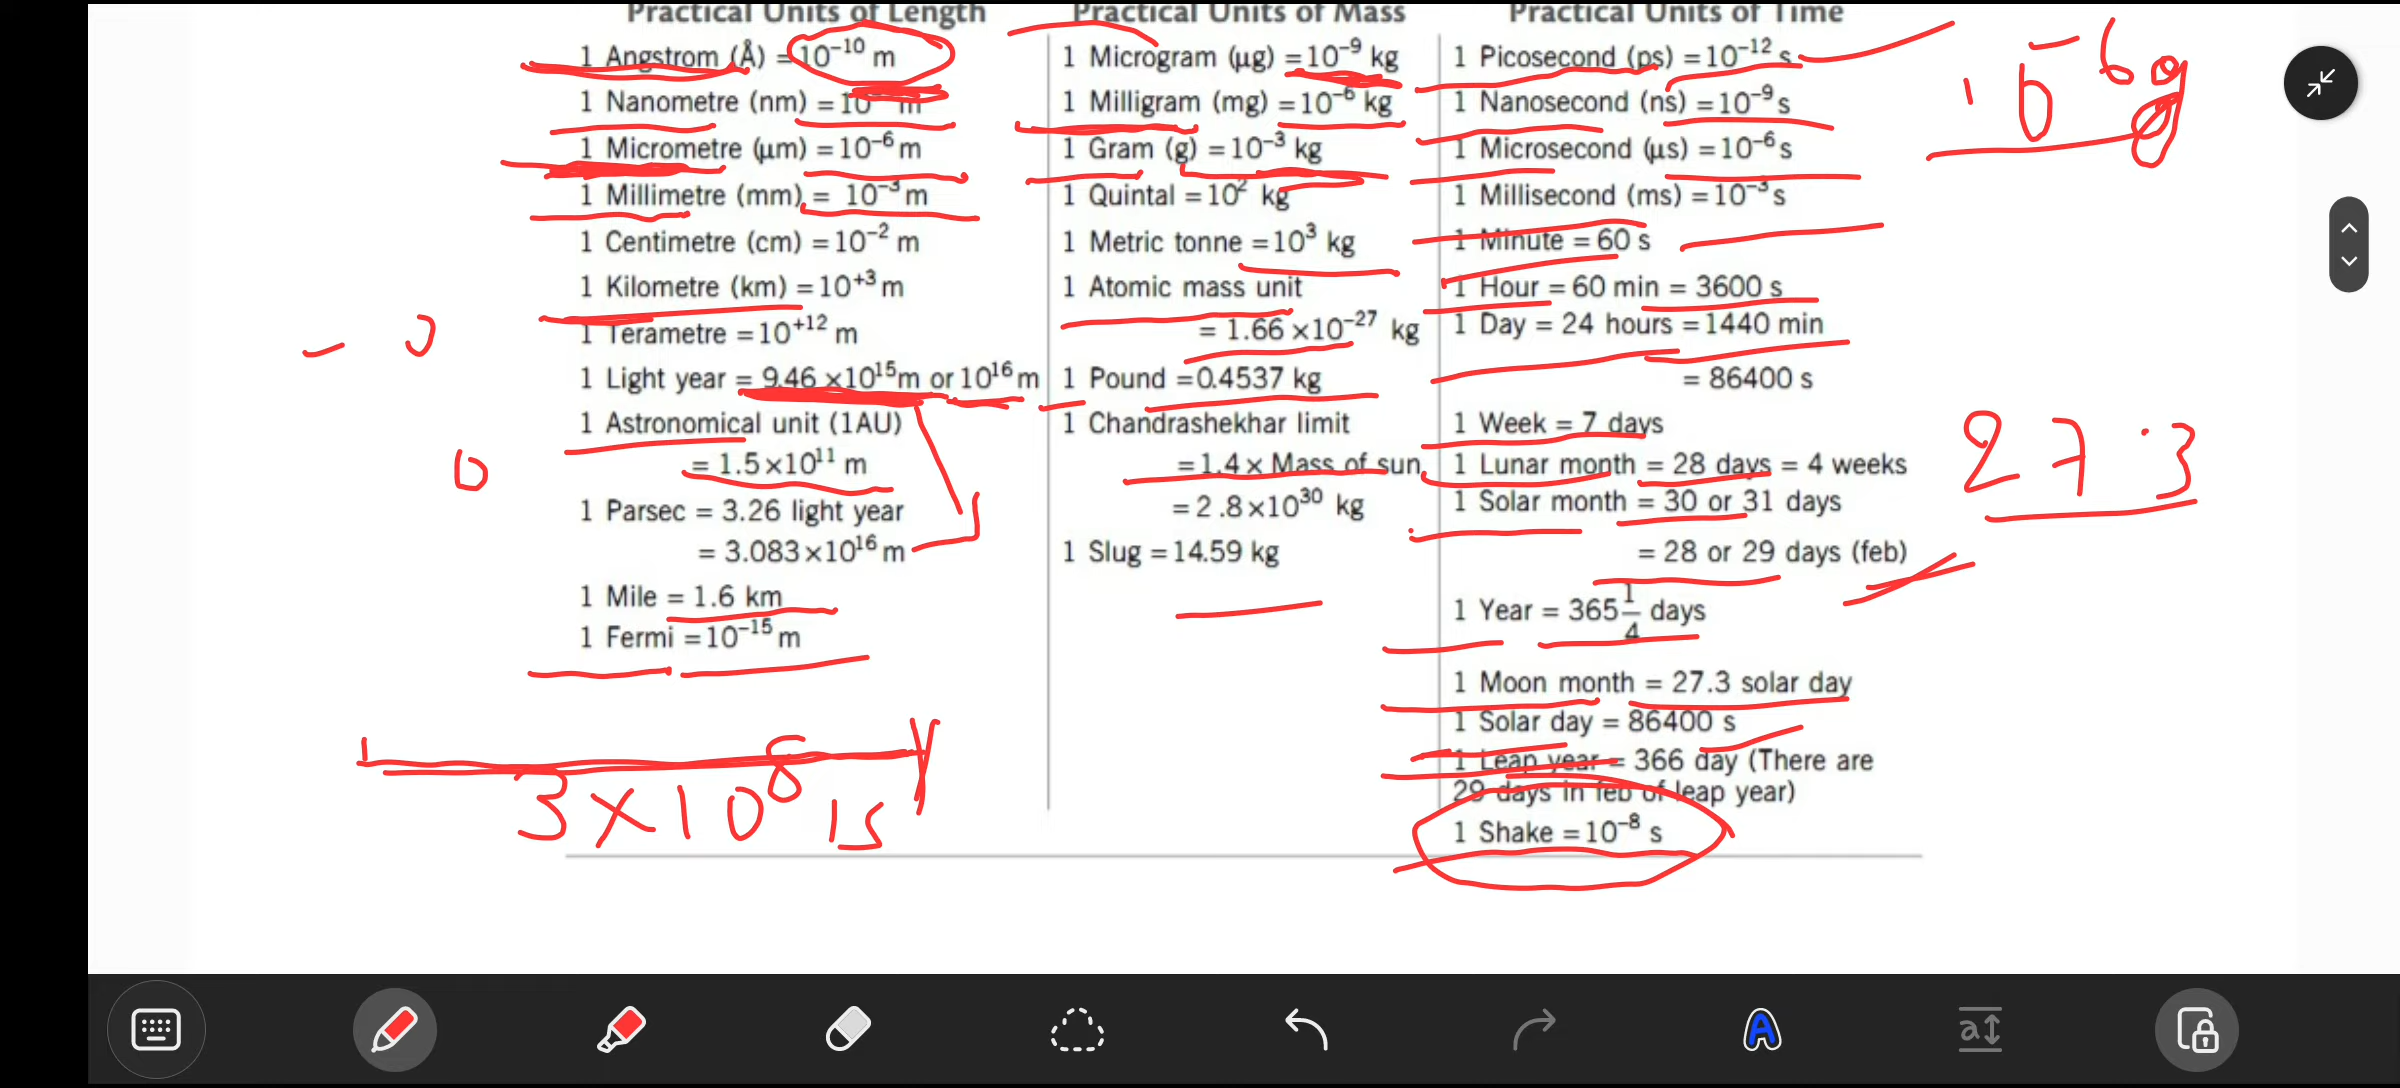 Practical Units of Length
1 Angstrom (Å) = 10⁻¹⁰ m
1 Nanometre (nm) = 10 m
1 Micrometre (μm) = 10⁻⁶ m
1 Millimetre (mm) = 10⁻³ m
1 Centimetre (cm) = 10⁻² m
1 Kilometre (km) = 10⁺³ m
1 Terametre = 10⁺¹² m
1 Light year = 9.46 × 10¹⁵ m or 10¹⁶ m
1 Astronomical unit (1AU)
= 1.5 × 10¹¹ m
1 Parsec = 3.26 light year
= 3.083 × 10¹⁶ m
1 Mile = 1.6 km
1 Fermi = 10⁻¹⁵ m
3 × 10⁸ 1s
Practical Units of Mass
1 Microgram (μg) = 10⁻⁹ kg
1 Milligram (mg) = 10⁻⁶ kg
1 Gram (g) = 10⁻³ kg
1 Quintal = 10² kg
1 Metric tonne = 10³ kg
1 Atomic mass unit
= 1.66 × 10⁻²⁷ kg
1 Pound = 0.4537 kg
1 Chandrashekhar limit
= 1.4 × Mass of sun
= 2.8 × 10³⁰ kg
1 Slug = 14.59 kg
Practical Units of Time
1 Picosecond (ps) = 10⁻¹² s
1 Nanosecond (ns) = 10⁻⁹ s
1 Microsecond (μs) = 10⁻⁶ s
1 Millisecond (ms) = 10⁻³ s
1 Minute = 60 s
1 Hour = 60 min = 3600 s
1 Day = 24 hours = 1440 min
= 86400 s
1 Week = 7 days
1 Lunar month = 28 days = 4 weeks
1 Solar month = 30 or 31 days
= 28 or 29 days (feb)
1 Year = 365 1/4 days
1 Moon month = 27.3 solar day
1 Solar day = 86400 s
1 Leap year = 366 day (There are
29 days in feb of leap year)
1 Shake = 10⁻⁸ s
10⁻⁶
27.3
A
a